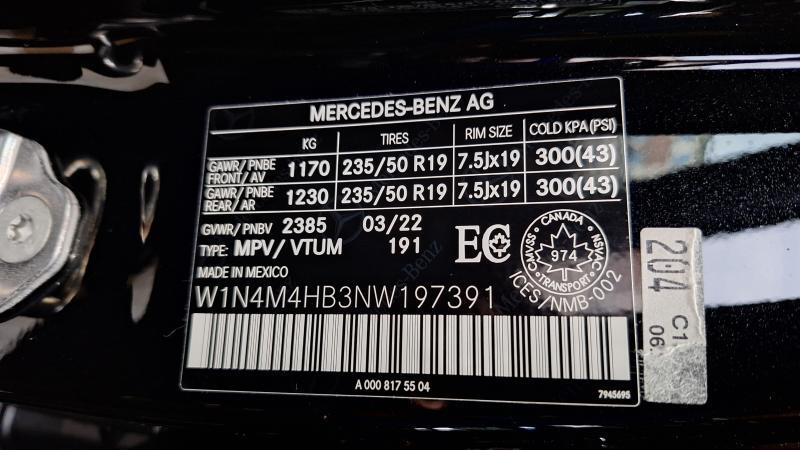 MERCEDES-BENZ AG
KG TIRES RIM SIZE COLD KPA (PSI)
GAWR/PNBE FRONT/AV 1170 235/50 R19 7.5Jx19 300(43)
GAWR/PNBE REAR/AR 1230 235/50 R19 7.5Jx19 300(43)
GVWR/PNBV 2385 03/22
TYPE: MPV/VTUM 191
EC
CANADA
CMVSS 974 NSVAC
TRANSPORT
ICES/NMB-002
MADE IN MEXICO
W1N4M4HB3NW197391
A 000 817 55 04
7945695
204
C1
06.